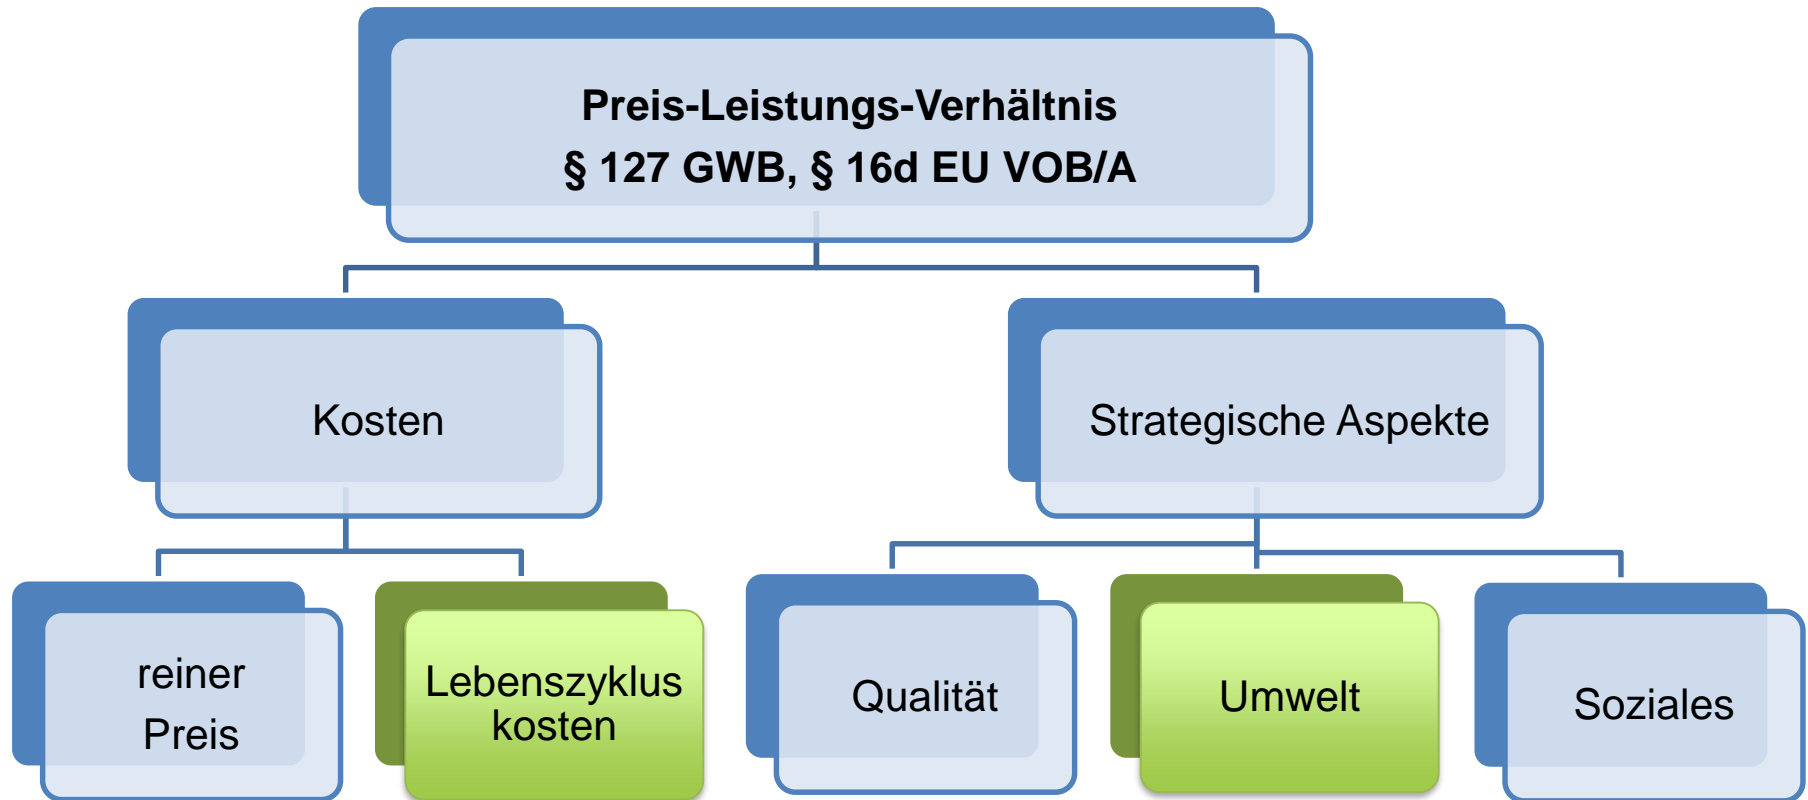 Preis-Leistungs-Verhältnis
§ 127 GWB, § 16d EU VOB/A
Kosten
Strategische Aspekte
reiner
Preis
Lebenszyklus
kosten
Qualität
Umwelt
Soziales